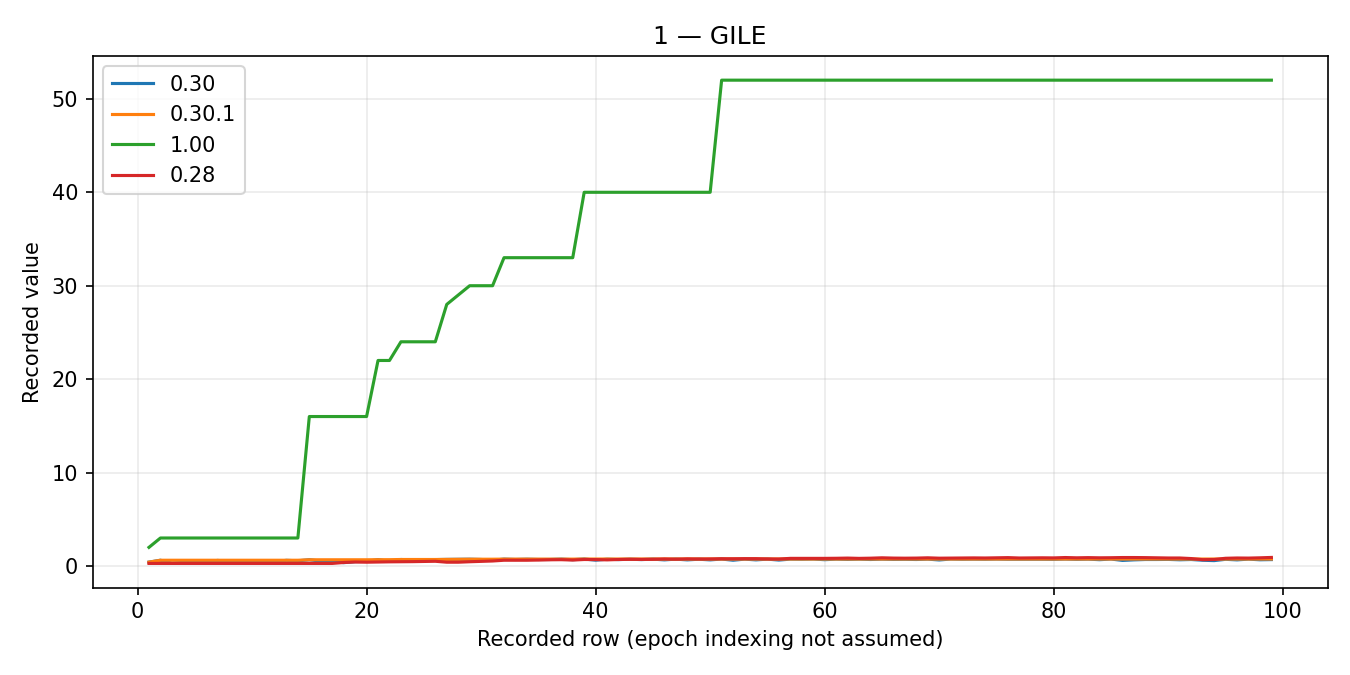 1 — GILE
0.30
0.30.1
1.00
0.28
Recorded value
50
40
30
20
10
0
0 20 40 60 80 100
Recorded row (epoch indexing not assumed)